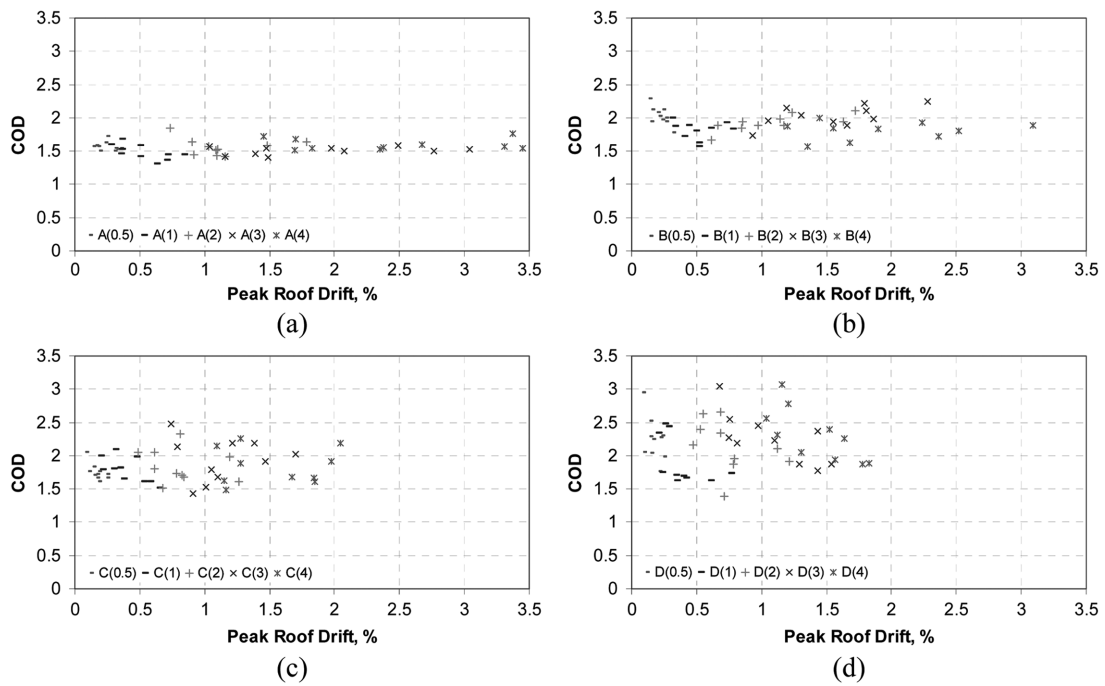 3.5
3
2.5
2
1.5
1
0.5
0
COD
A(0.5) A(1) A(2) A(3) A(4)
0 0.5 1 1.5 2 2.5 3 3.5
Peak Roof Drift, %
(a)
3.5
3
2.5
2
1.5
1
0.5
0
COD
B(0.5) B(1) B(2) B(3) B(4)
0 0.5 1 1.5 2 2.5 3 3.5
Peak Roof Drift, %
(b)
3.5
3
2.5
2
1.5
1
0.5
0
COD
C(0.5) C(1) C(2) C(3) C(4)
0 0.5 1 1.5 2 2.5 3 3.5
Peak Roof Drift, %
(c)
3.5
3
2.5
2
1.5
1
0.5
0
COD
D(0.5) D(1) D(2) D(3) D(4)
0 0.5 1 1.5 2 2.5 3 3.5
Peak Roof Drift, %
(d)